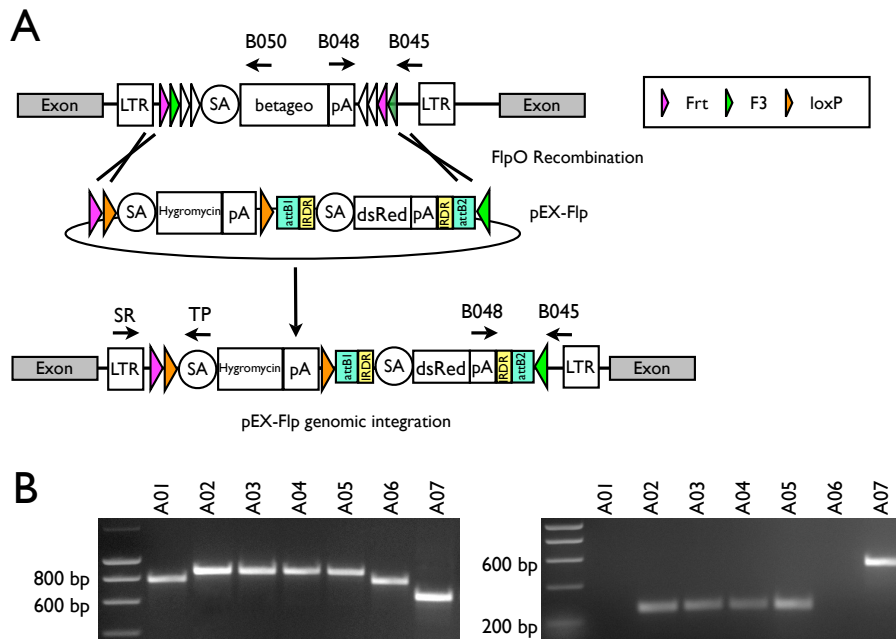 A
B050 B048 B045
Exon LTR SA betageo pA LTR Exon
Frt F3 loxP
FlpO Recombination
SA Hygromycin pA attB1 IRDR SA dsRed pA IRDR attB2
pEX-Flp
SR TP B048 B045
Exon LTR SA Hygromycin pA attB1 IRDR SA dsRed pA IRDR attB2 LTR Exon
pEX-Flp genomic integration
B
A01 A02 A03 A04 A05 A06 A07
800 bp
600 bp
A01 A02 A03 A04 A05 A06 A07
600 bp
200 bp